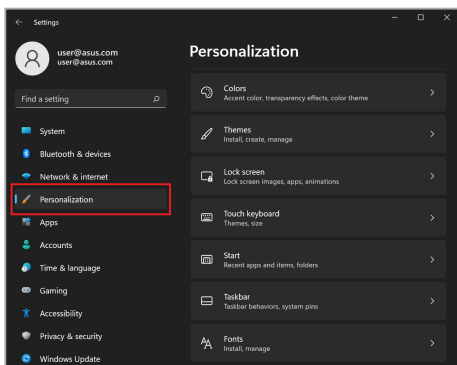 Settings
user@asus.com
user@asus.com
Find a setting
System
Bluetooth & devices
Network & internet
Personalization
Apps
Accounts
Time & language
Gaming
Accessibility
Privacy & security
Windows Update
Personalization
Colors
Accent color, transparency effects, color theme
Themes
Install, create, manage
Lock screen
Lock screen images, apps, animations
Touch keyboard
Themes, size
Start
Recent apps and items, folders
Taskbar
Taskbar behaviors, system pins
Fonts
Install, manage